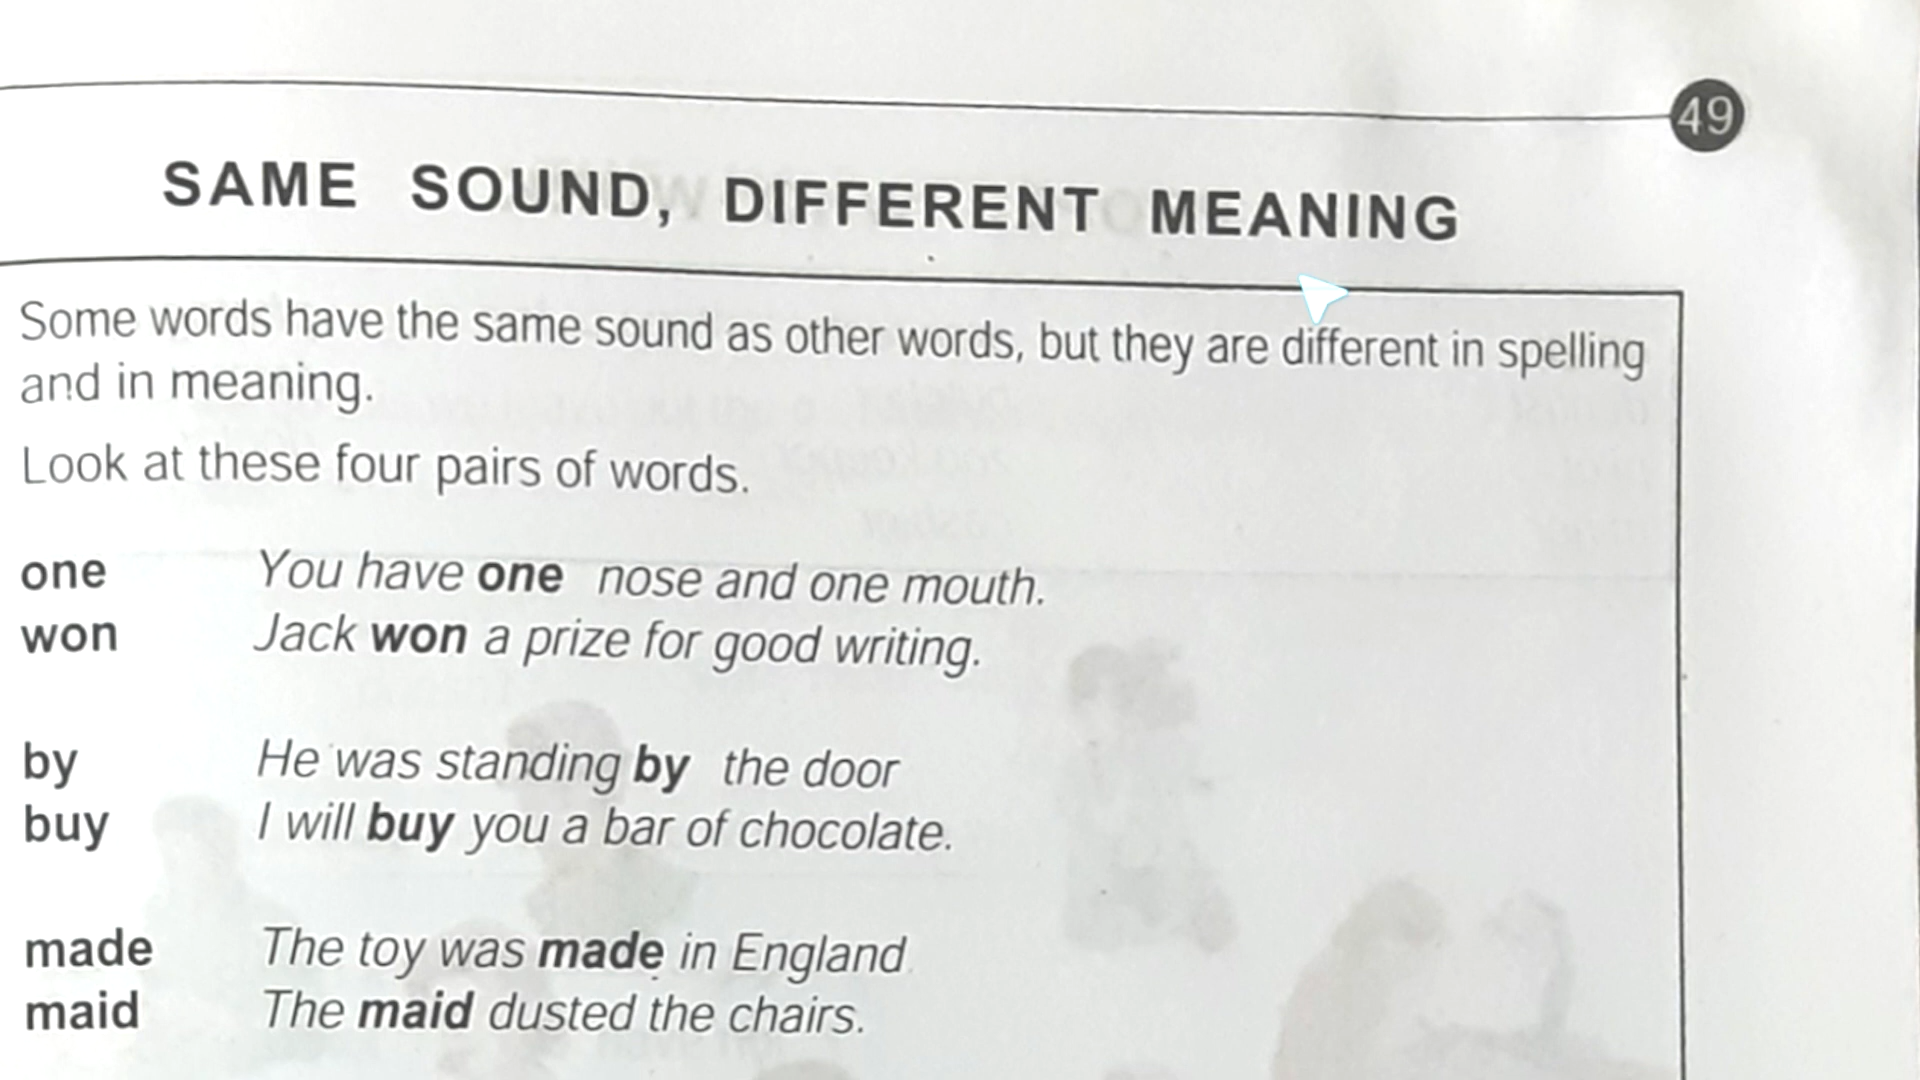 49
SAME SOUND, DIFFERENT MEANING
Some words have the same sound as other words, but they are different in spelling
and in meaning.
Look at these four pairs of words.
one You have one nose and one mouth.
won Jack won a prize for good writing.
by He was standing by the door
buy I will buy you a bar of chocolate.
made The toy was made in England
maid The maid dusted the chairs.